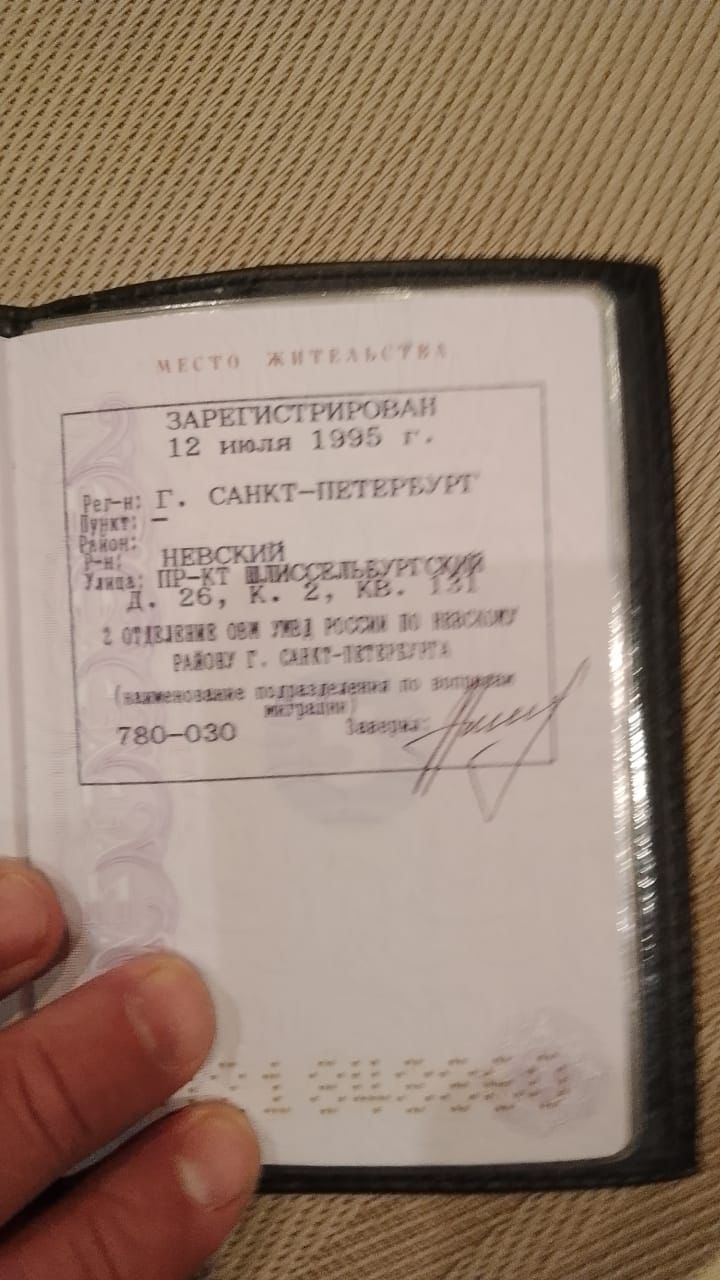 МЕСТО ЖИТЕЛЬСТВА
ЗАРЕГИСТРИРОВАН
12 июля 1995 г.
Рег-н: Г. САНКТ-ПЕТЕРБУРГ
Пункт: –
Район:
Р-н: НЕВСКИЙ
Улица: ПР-КТ ШЛИССЕЛЬБУРГСКИЙ
Д. 26, К. 2, КВ. 131
2 ОТДЕЛЕНИЕ ОВМ УМВД РОССИИ ПО НЕВСКОМУ
РАЙОНУ Г. САНКТ-ПЕТЕРБУРГА
(наименование подразделения по вопросам
миграции)
780-030 Заверил: